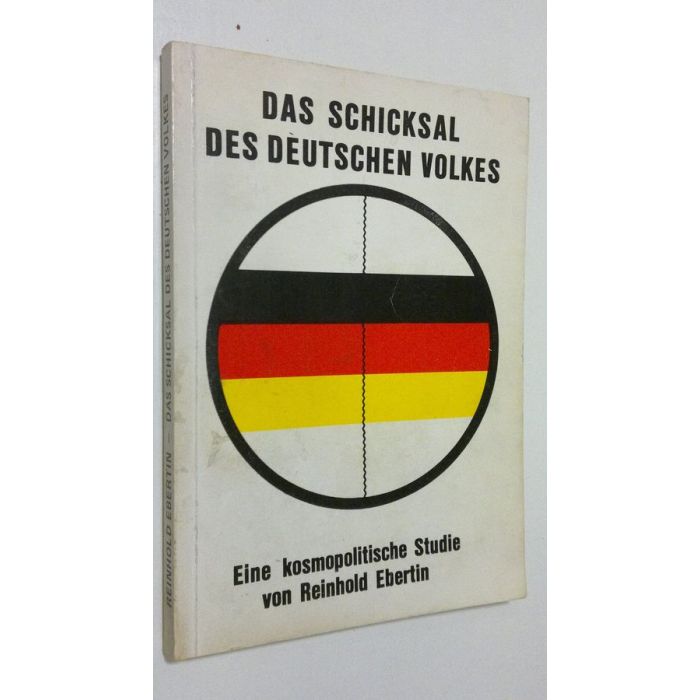 DAS SCHICKSAL
DES DEUTSCHEN VOLKES
Eine kosmopolitische Studie
von Reinhold Ebertin
REINHOLD EBERTIN – DAS SCHICKSAL DES DEUTSCHEN VOLKES